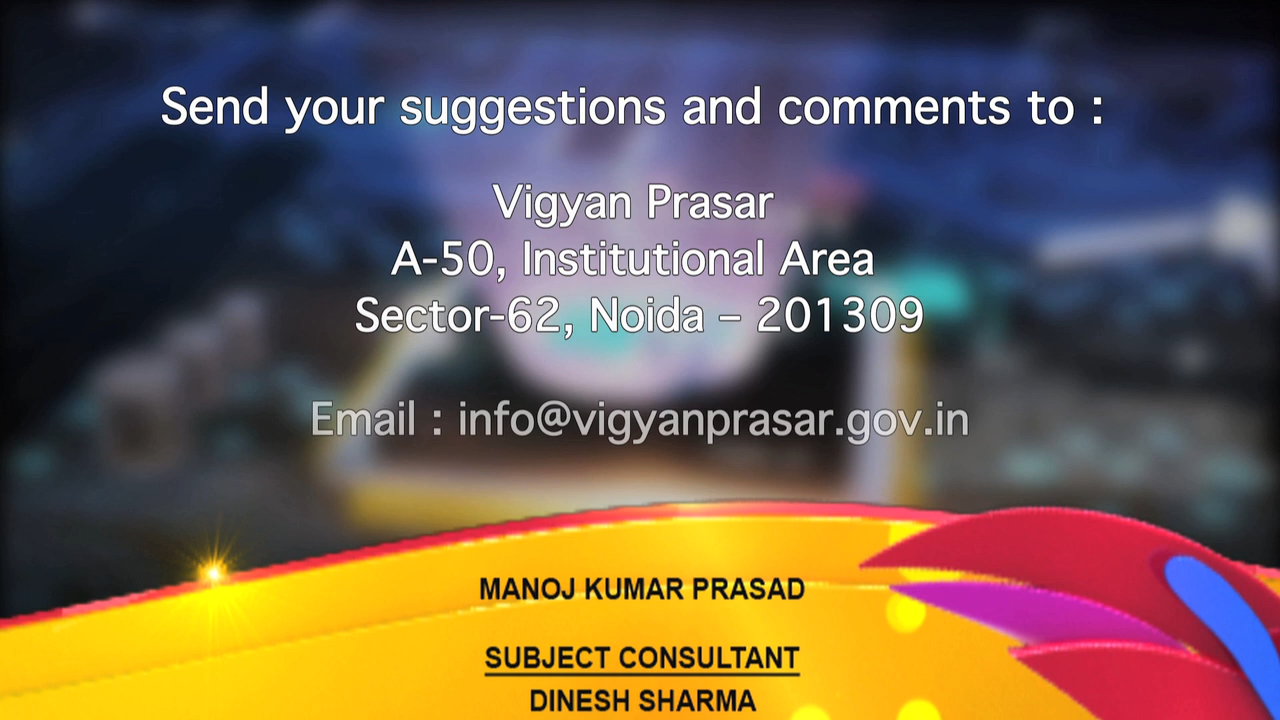 Send your suggestions and comments to :
Vigyan Prasar
A-50, Institutional Area
Sector-62, Noida – 201309
Email : info@vigyanprasar.gov.in
MANOJ KUMAR PRASAD
SUBJECT CONSULTANT
DINESH SHARMA